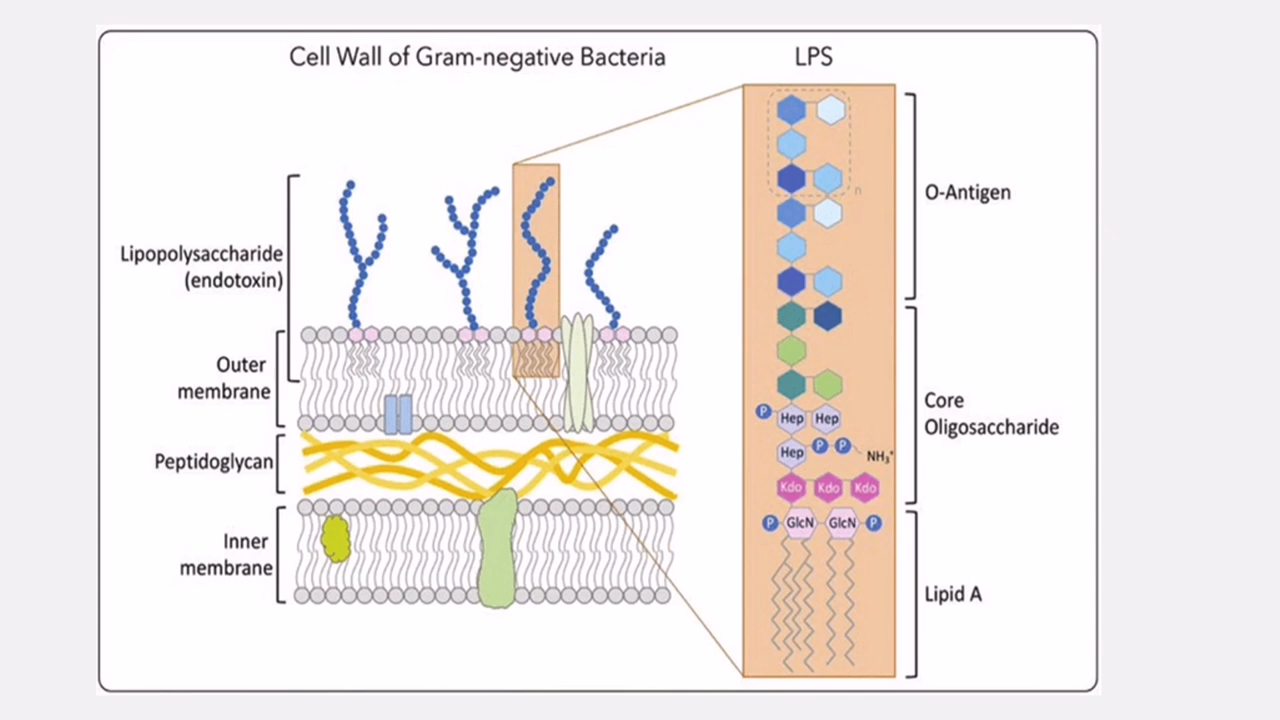 Cell Wall of Gram-negative Bacteria
LPS
Lipopolysaccharide
(endotoxin)
Outer
membrane
Peptidoglycan
Inner
membrane
n
O-Antigen
Core
Oligosaccharide
Lipid A
P Hep Hep
Hep P P NH₃⁺
Kdo Kdo Kdo
P GlcN GlcN P